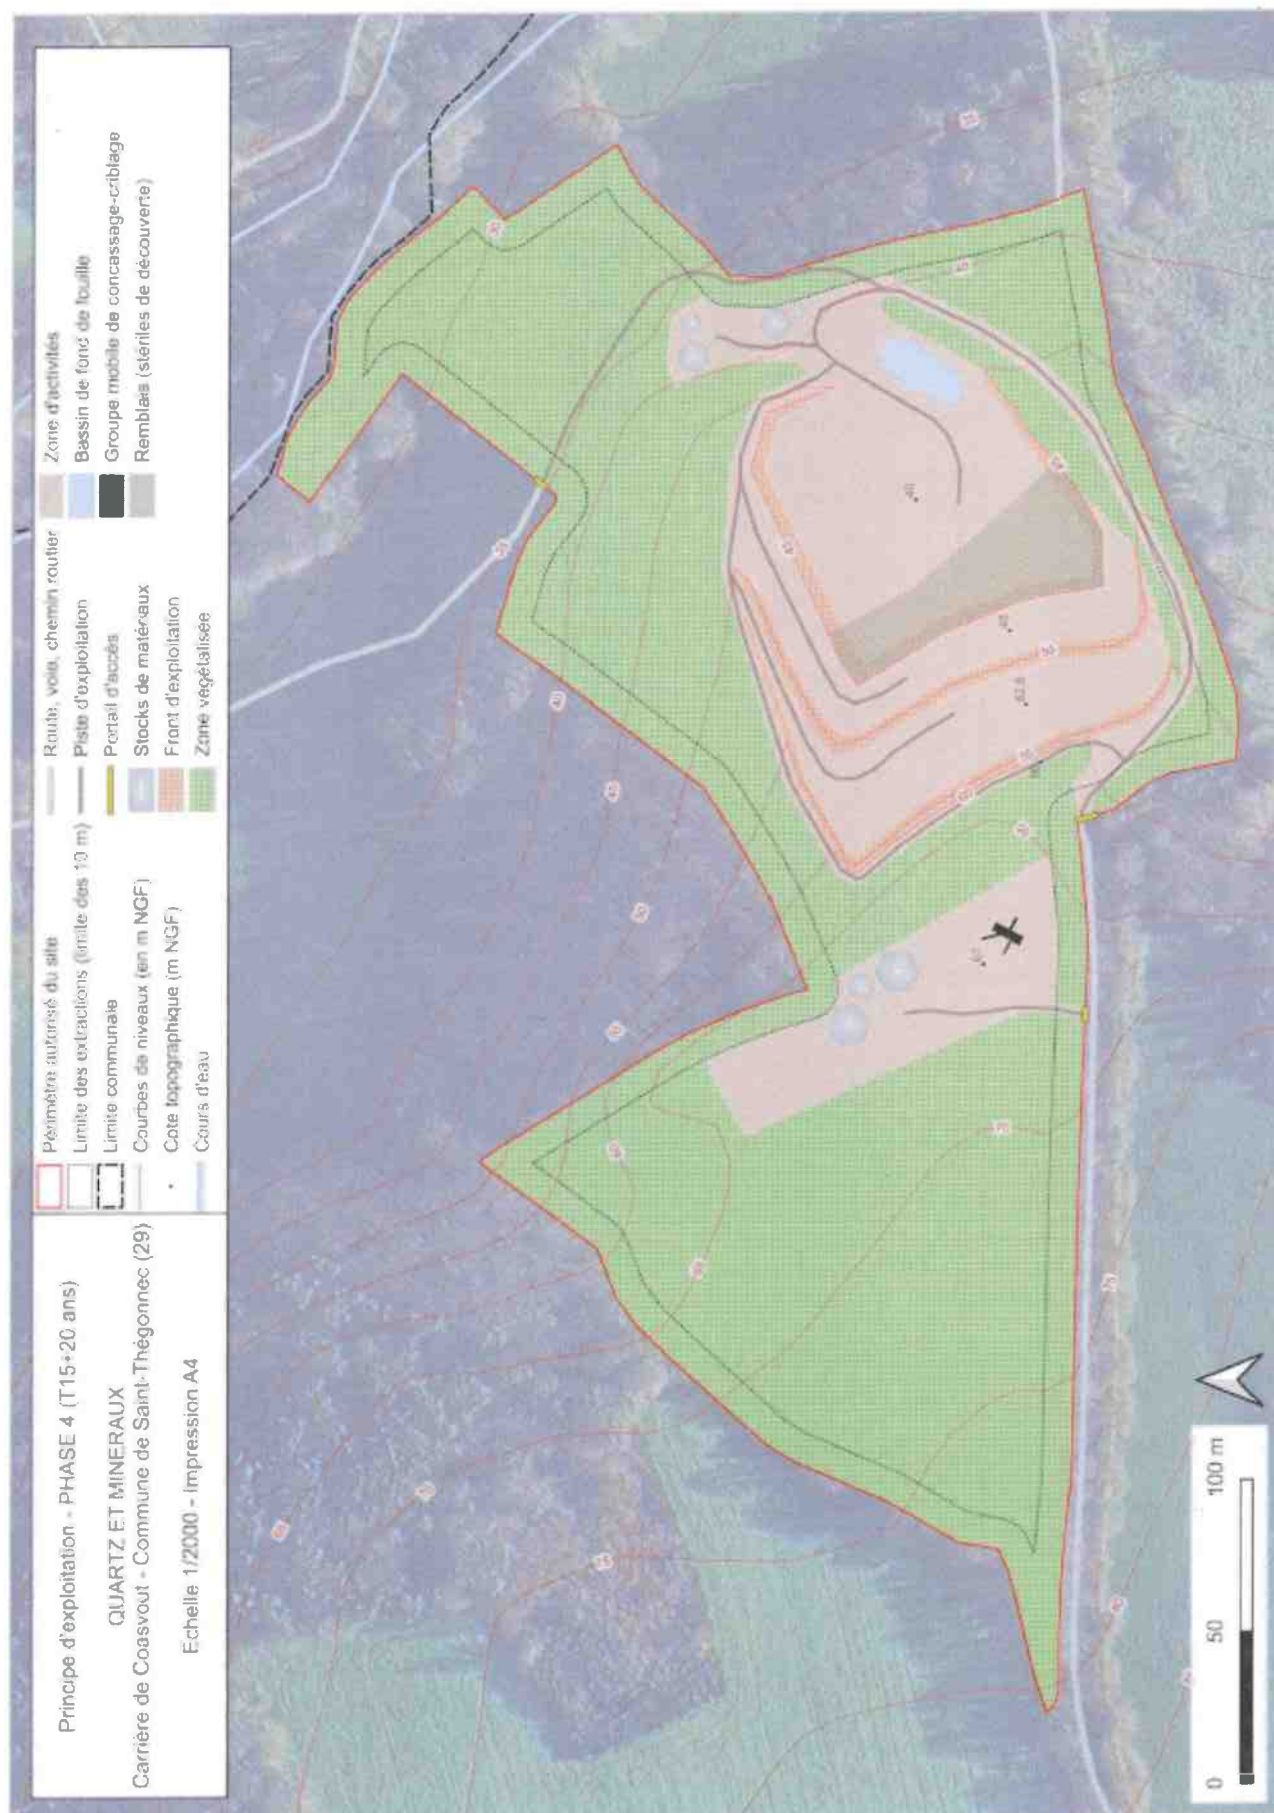 Principe d'exploitation - PHASE 4 (T15+20 ans)
QUARTZ ET MINERAUX
Carrière de Coasvout - Commune de Saint-Thégonnec (29)
Echelle 1/2000 - Impression A4
Périmètre autorisé du site
Limite des extractions (limite des 10 m)
Limite communale
Courbes de niveaux (en m NGF)
Cote topographique (m NGF)
Cours d'eau
Route, voie, chemin routier
Piste d'exploitation
Portail d'accès
Stocks de matériaux
Front d'exploitation
Zone végétalisée
Zone d'activités
Bassin de fond de fouille
Groupe mobile de concassage-criblage
Remblais (stériles de découverte)
0 50 100 m